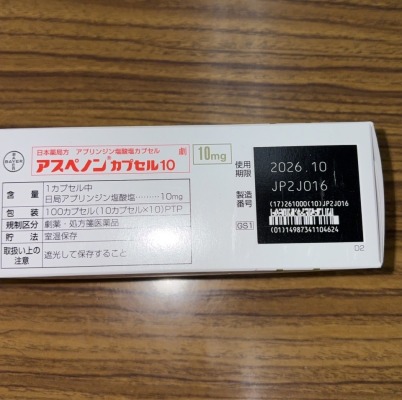 日本薬局方 アプリンジン塩酸塩カプセル 劇
BAYER
アスペノン®カプセル10
10mg
使用期限 2026.10
製造番号 JP2J016
(17)261000(10)JP2J016
GS1
(01)14987341104624
含量 1カプセル中
日局アプリンジン塩酸塩………10mg
包装 100カプセル(10カプセル×10)PTP
規制区分 劇薬・処方箋医薬品
貯法 室温保存
取扱い上の注意 遮光して保存すること
D2